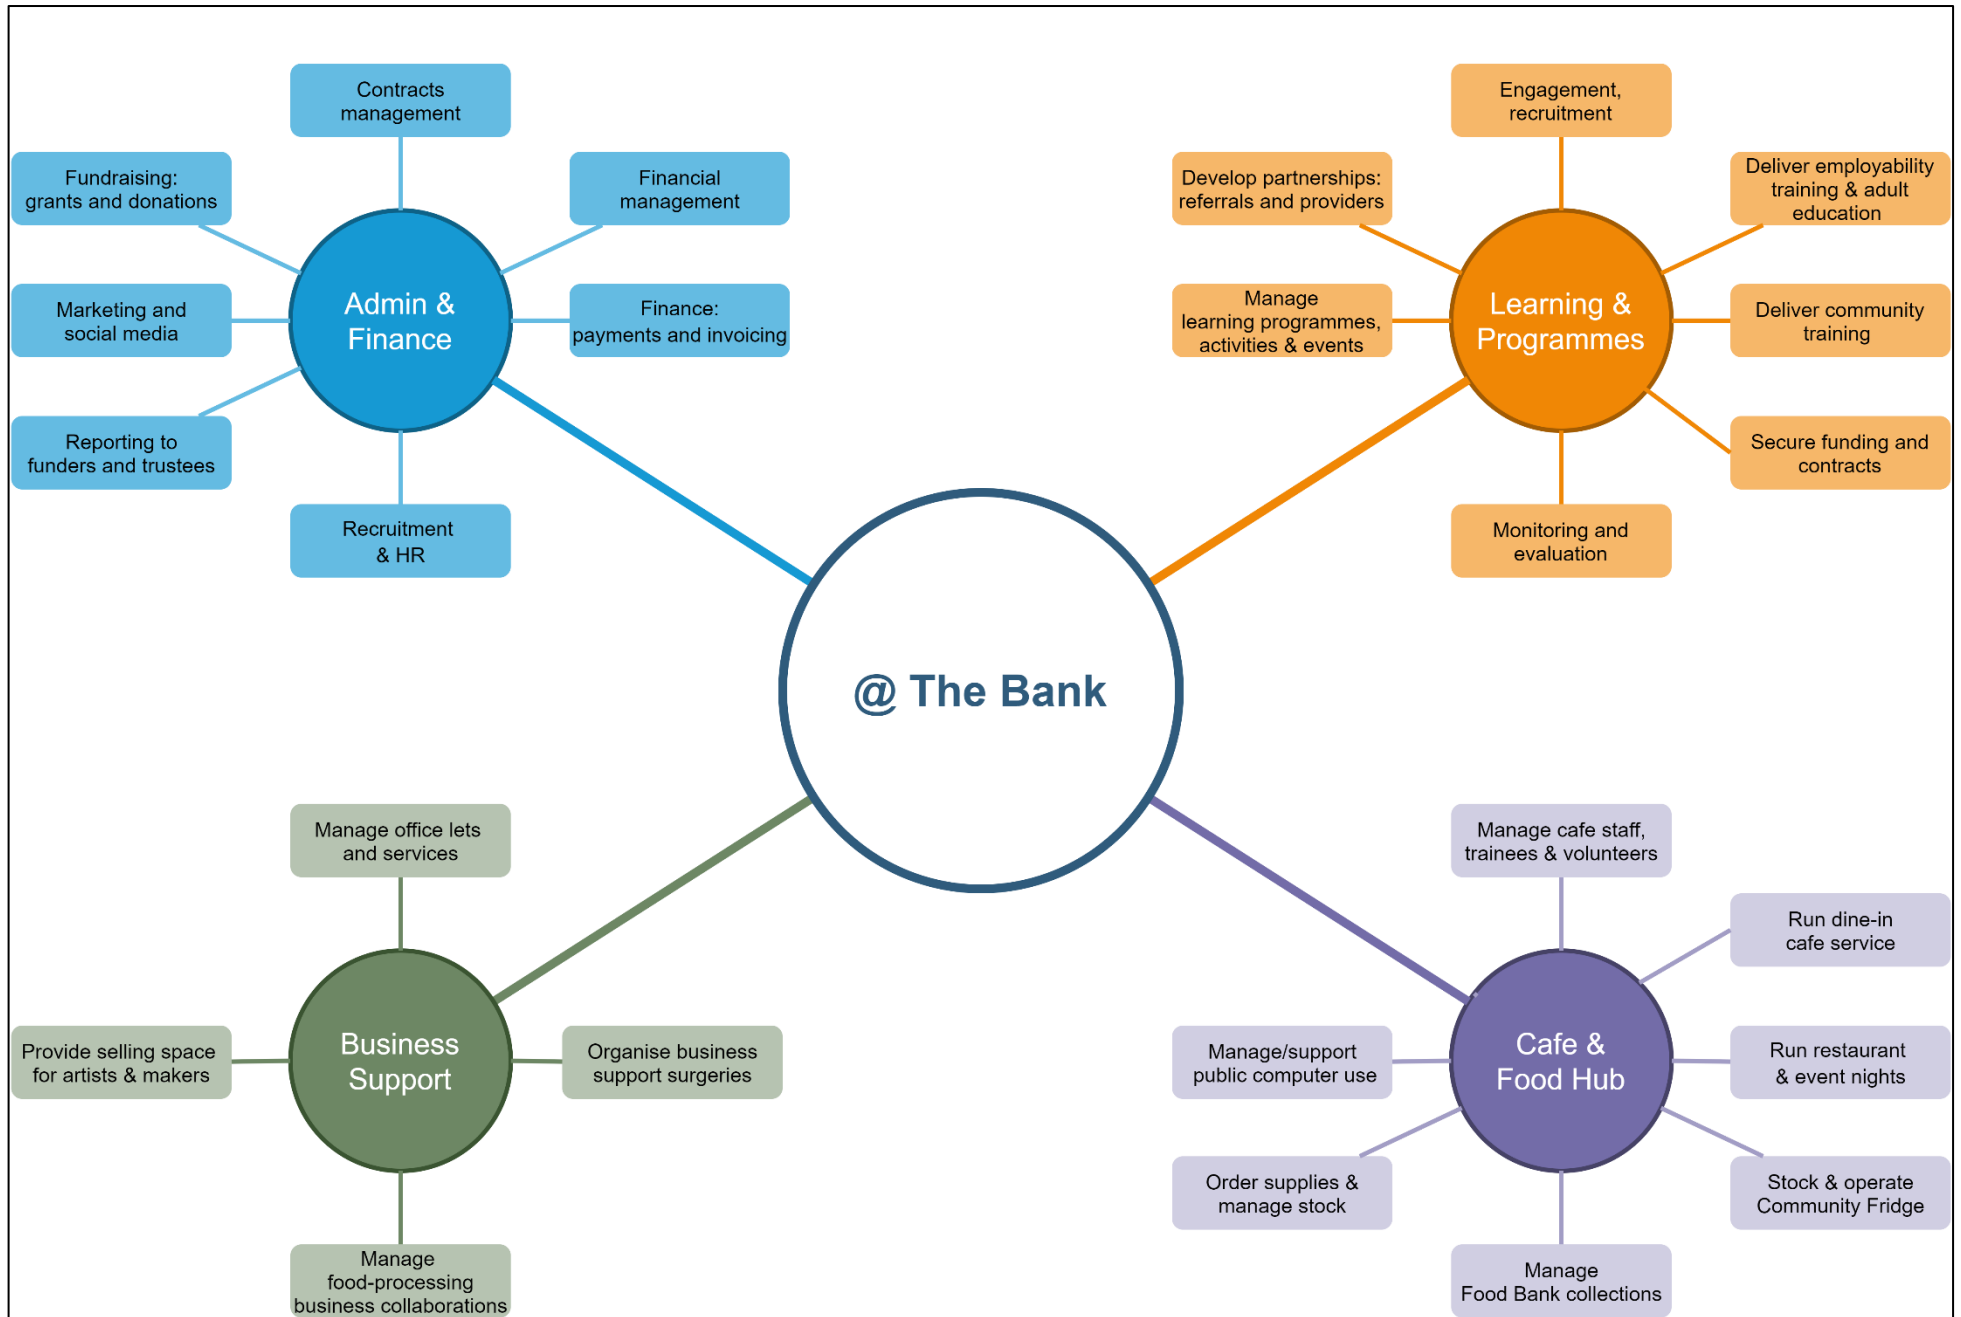 Contracts
management
Fundraising:
grants and donations
Financial
management
Marketing and
social media
Admin &
Finance
Finance:
payments and invoicing
Reporting to
funders and trustees
Recruitment
& HR
Engagement,
recruitment
Develop partnerships:
referrals and providers
Deliver employability
training & adult
education
Manage
learning programmes,
activities & events
Learning &
Programmes
Deliver community
training
Secure funding and
contracts
Monitoring and
evaluation
@ The Bank
Manage office lets
and services
Provide selling space
for artists & makers
Business
Support
Organise business
support surgeries
Manage
food-processing
business collaborations
Manage cafe staff,
trainees & volunteers
Run dine-in
cafe service
Manage/support
public computer use
Cafe &
Food Hub
Run restaurant
& event nights
Order supplies &
manage stock
Stock & operate
Community Fridge
Manage
Food Bank collections